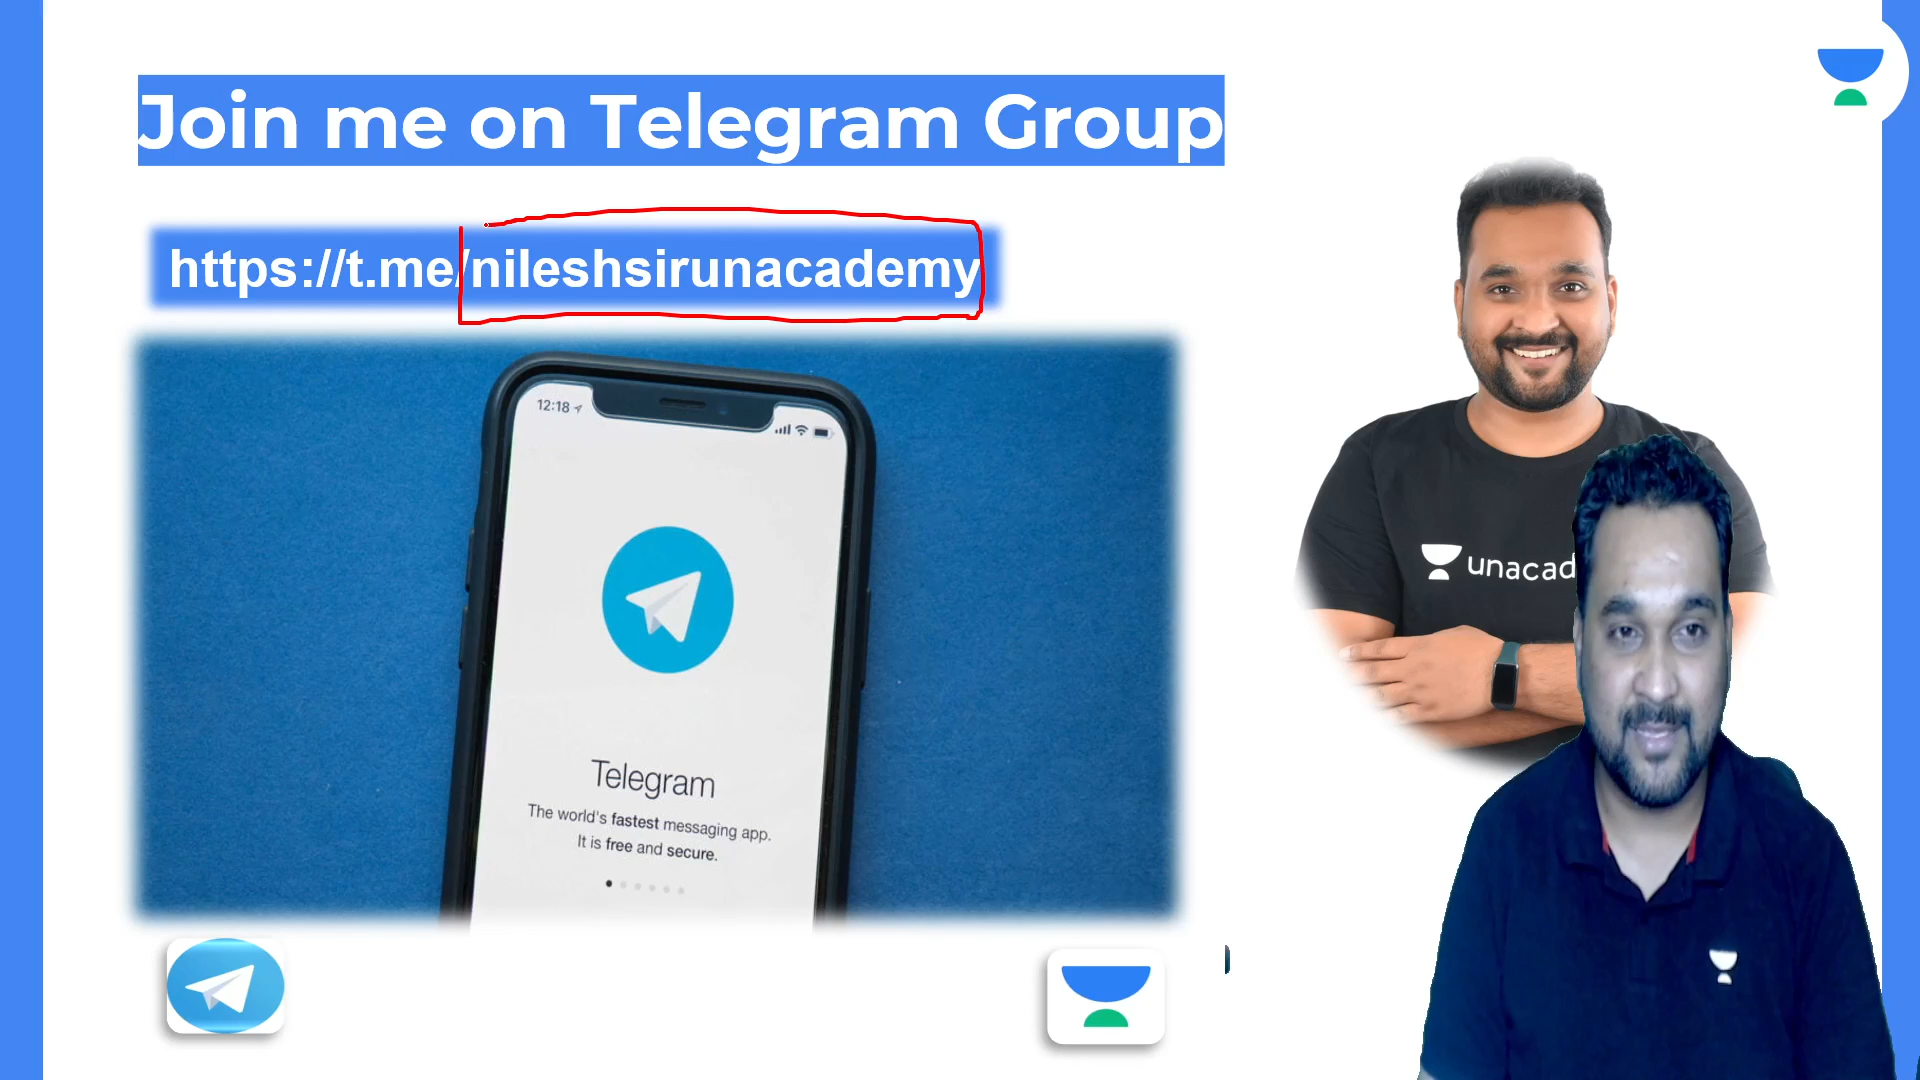 Join me on Telegram Group
https://t.me/nileshsirunacademy
12:18
Telegram
The world's fastest messaging app.
It is free and secure.
unacad